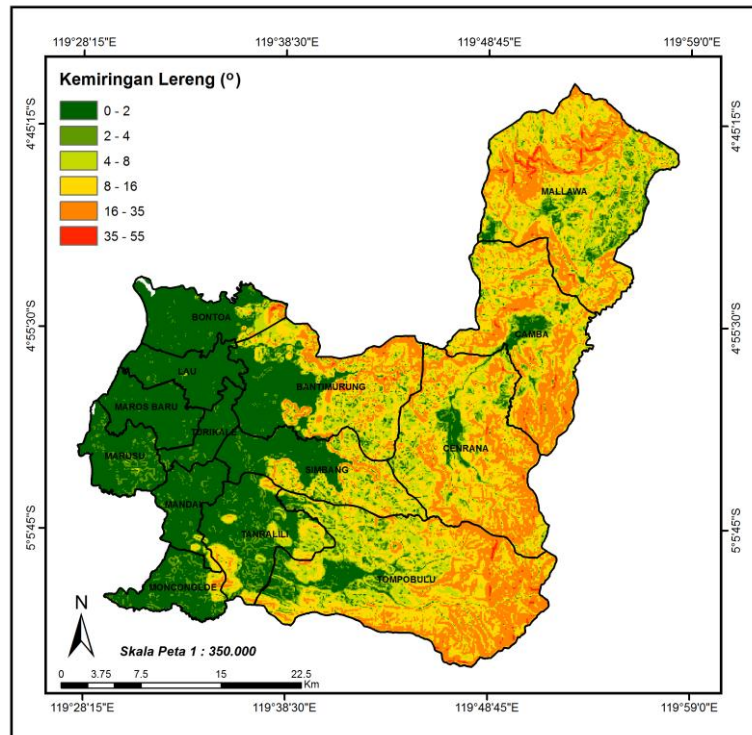 119°28'15"E 119°38'30"E 119°48'45"E 119°59'0"E
Kemiringan Lereng (º)
0 - 2
2 - 4
4 - 8
8 - 16
16 - 35
35 - 55
4°45'15"S 4°45'15"S
MALLAWA
BONTOA
4°55'30"S 4°55'30"S
CAMBA
LAU
BANTIMURUNG
MAROS BARU
TURIKALE
CENRANA
MARUSU
SIMBANG
MANDAI
5°5'45"S 5°5'45"S
TANRALILI
TOMPOBULU
MONCONGLOE
N
Skala Peta 1 : 350.000
0 3.75 7.5 15 22.5
Km
119°28'15"E 119°38'30"E 119°48'45"E 119°59'0"E